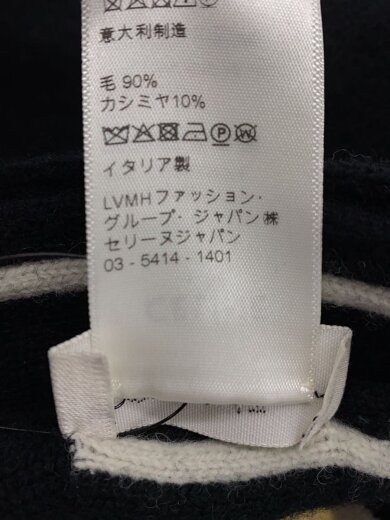 意大利制造
毛 90%
カシミヤ10%
イタリア製
LVMHファッション・
グループ・ジャパン㈱
セリーヌジャパン
03 - 5414 - 1401